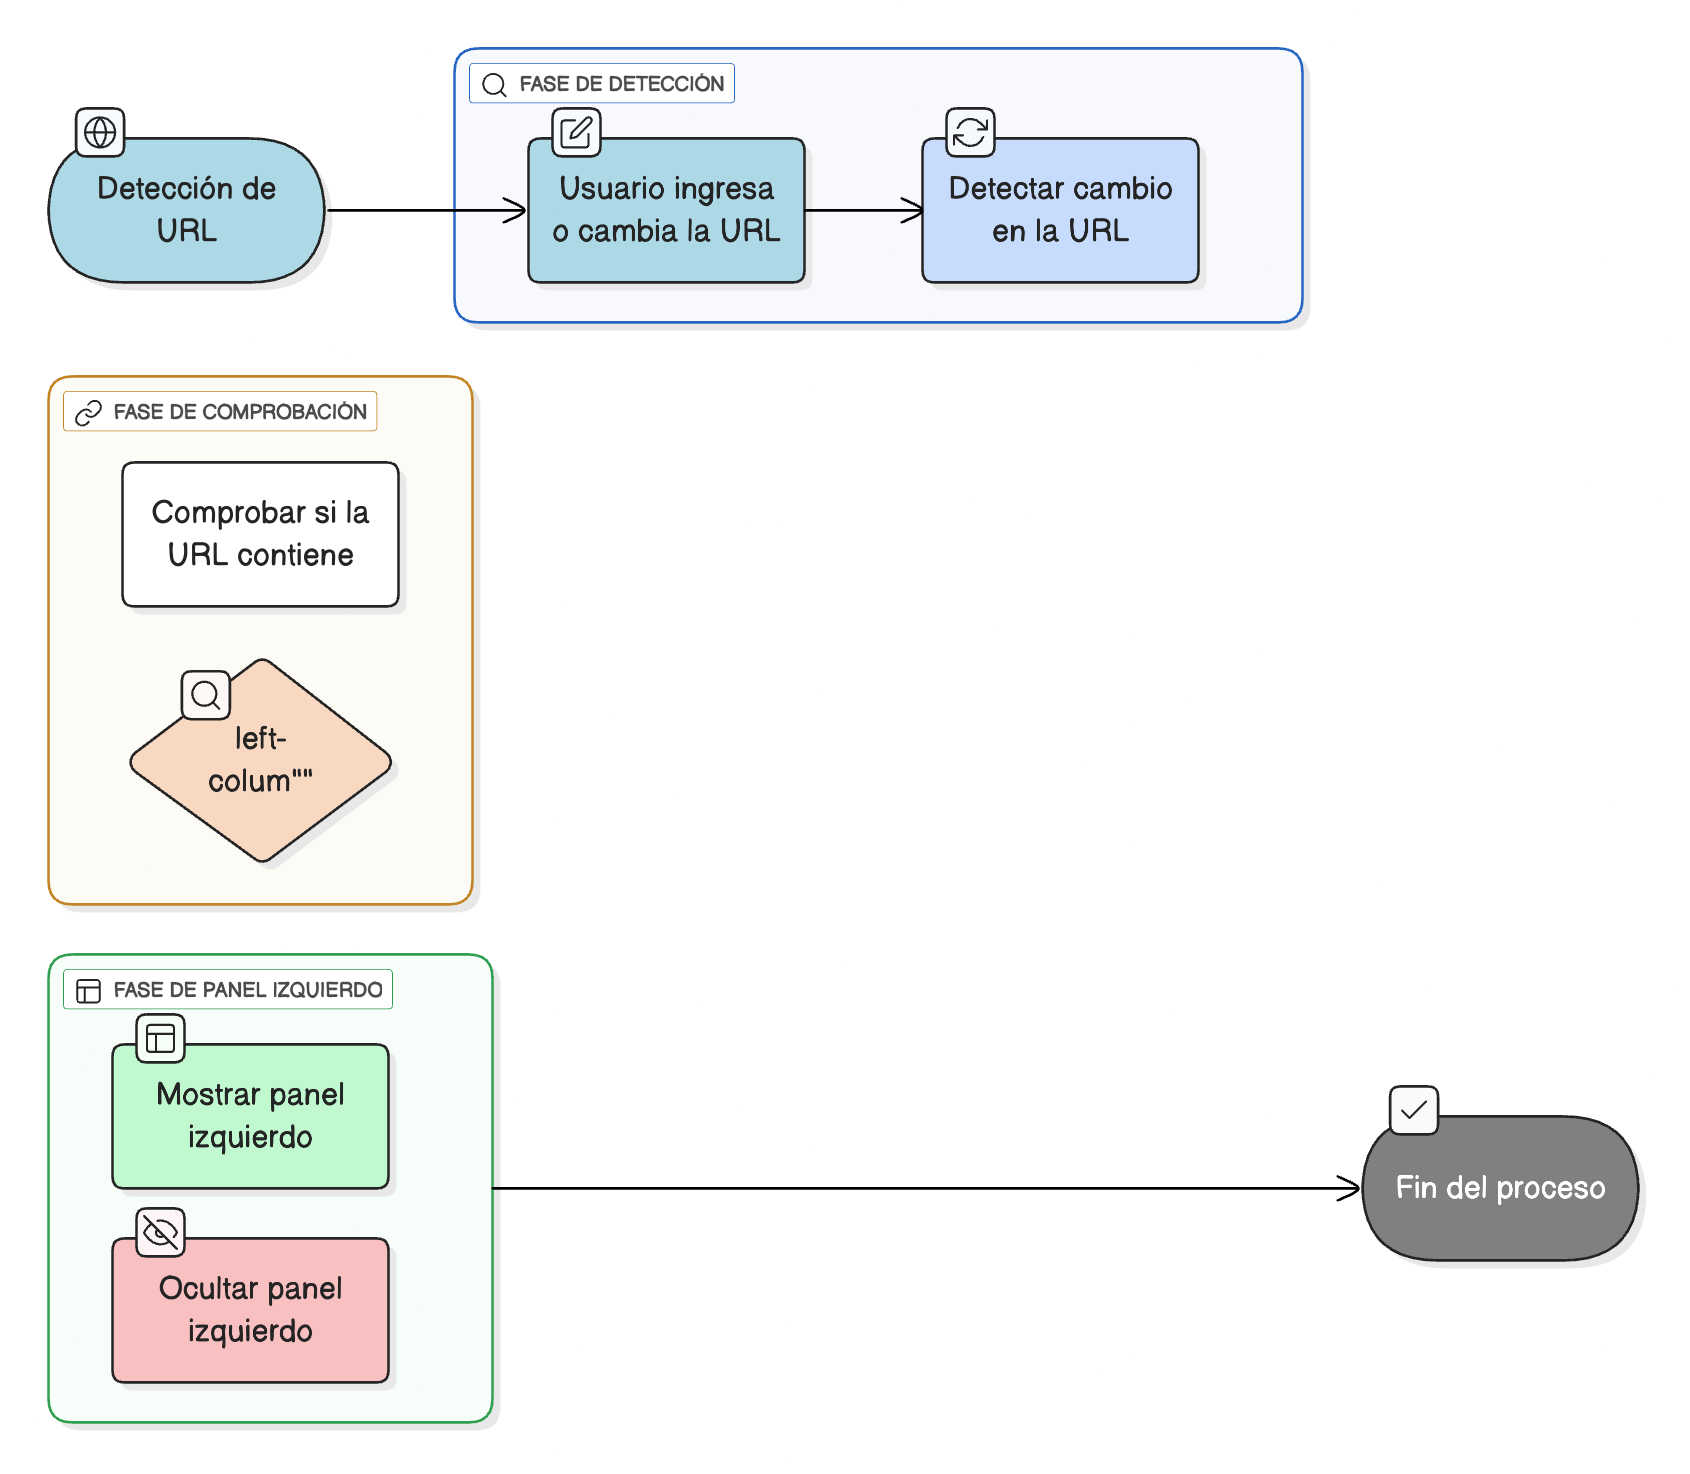 FASE DE DETECCIÓN
Detección de
URL
Usuario ingresa
o cambia la URL
Detectar cambio
en la URL
FASE DE COMPROBACIÓN
Comprobar si la
URL contiene
left-
colum""
FASE DE PANEL IZQUIERDO
Mostrar panel
izquierdo
Ocultar panel
izquierdo
Fin del proceso